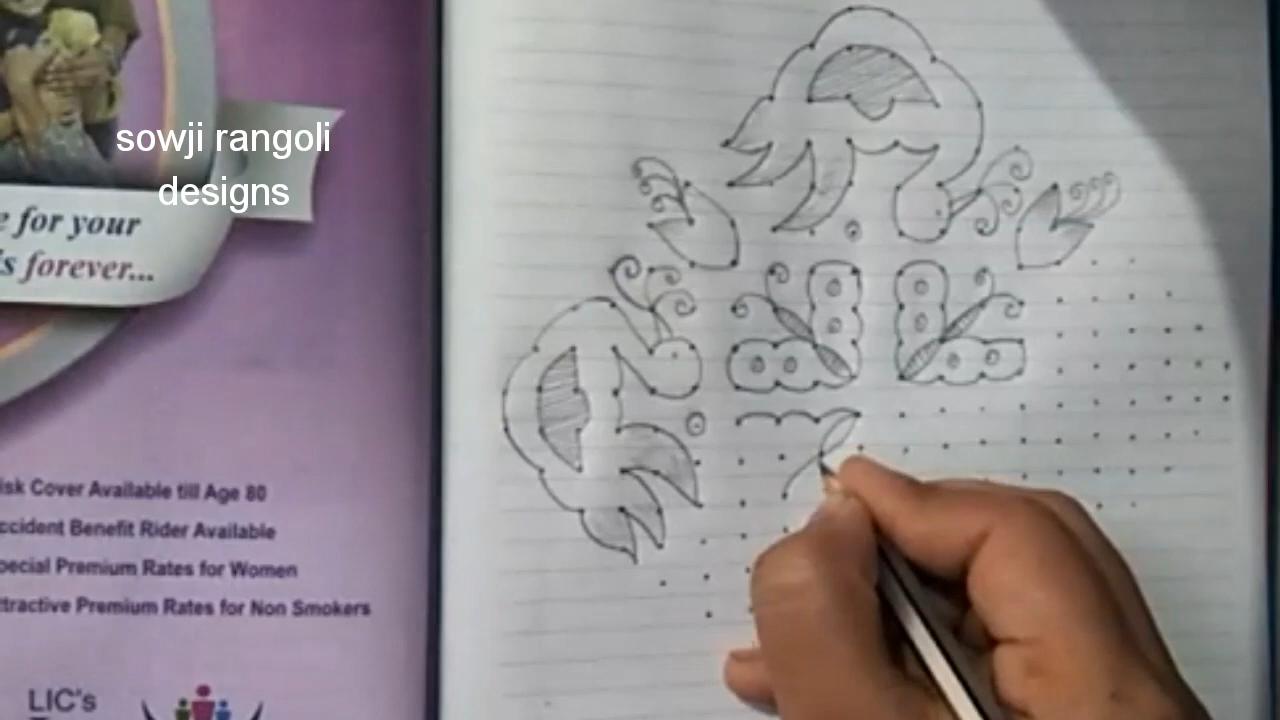 sowji rangoli
designs
e for your
s forever...
isk Cover Available till Age 80
ccident Benefit Rider Available
pecial Premium Rates for Women
ttractive Premium Rates for Non Smokers
LIC's